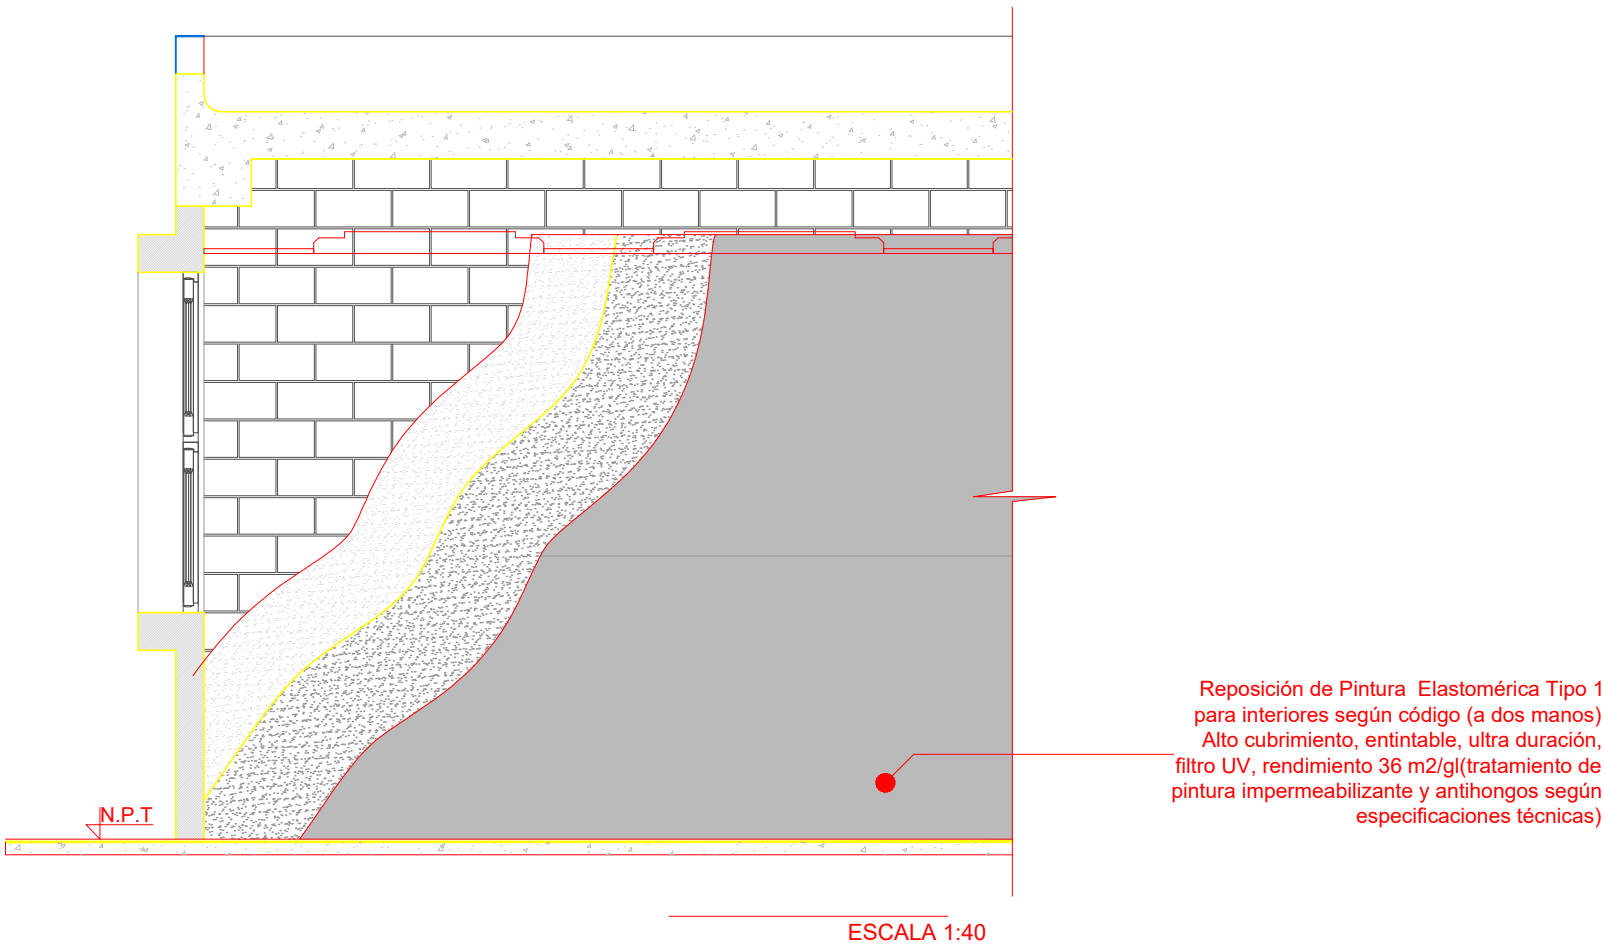 N.P.T
Reposición de Pintura  Elastomérica Tipo 1
para interiores según código (a dos manos)
Alto cubrimiento, entintable, ultra duración,
filtro UV, rendimiento 36 m2/gl(tratamiento de
pintura impermeabilizante y antihongos según
especificaciones técnicas)
ESCALA 1:40